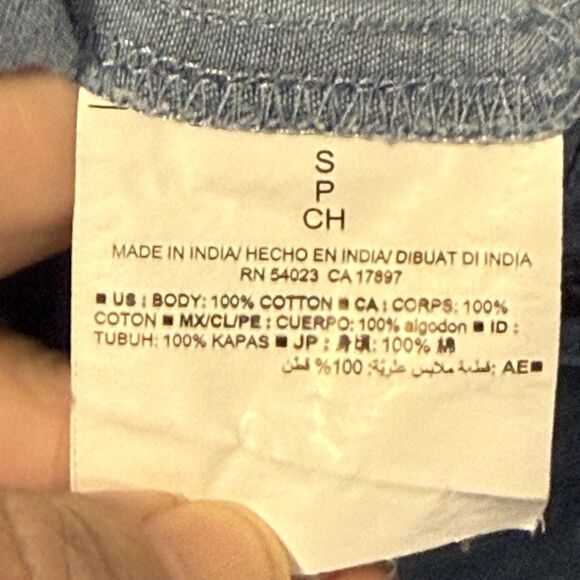 S
P
CH
MADE IN INDIA/ HECHO EN INDIA/ DIBUAT DI INDIA
RN 54023 CA 17897
■ US : BODY: 100% COTTON ■ CA : CORPS: 100%
COTON ■ MX/CL/PE : CUERPO: 100% algodon ■ ID :
TUBUH: 100% KAPAS ■ JP : 身頃: 100% 綿
■AE: قطعة ملابس علوية: 100% قطن